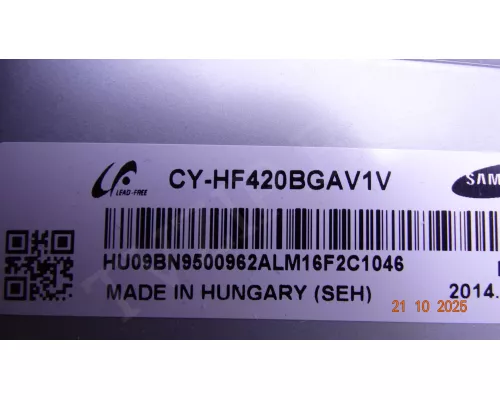 LEAD-FREE
CY-HF420BGAV1V
SAM
HU09BN9500962ALM16F2C1046
MADE IN HUNGARY (SEH)
2014.
21 10 2025